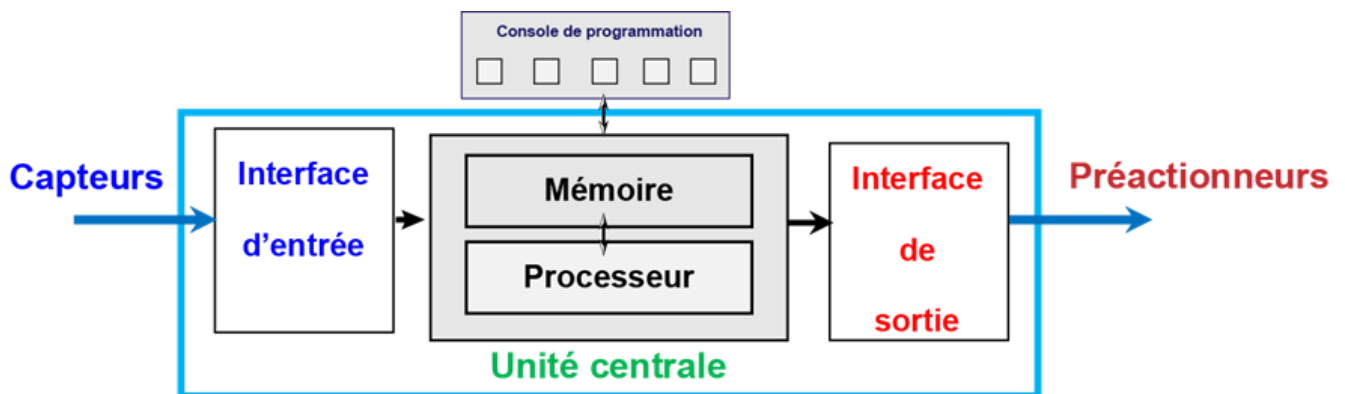 Console de programmation
Capteurs
Interface
d'entrée
Mémoire
Processeur
Unité centrale
Interface
de
sortie
Préactionneurs